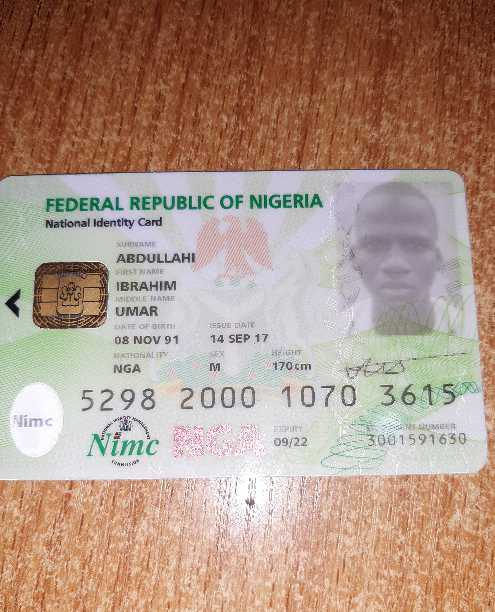 FEDERAL REPUBLIC OF NIGERIA
National Identity Card
SURNAME
ABDULLAHI
FIRST NAME
IBRAHIM
MIDDLE NAME
UMAR
DATE OF BIRTH ISSUE DATE
08 NOV 91 14 SEP 17
NATIONALITY SEX HEIGHT
NGA M 170cm
5298 2000 1070 3615
Nimc
Nimc NGA
EXPIRY DOCUMENT NUMBER
09/22 3001591630